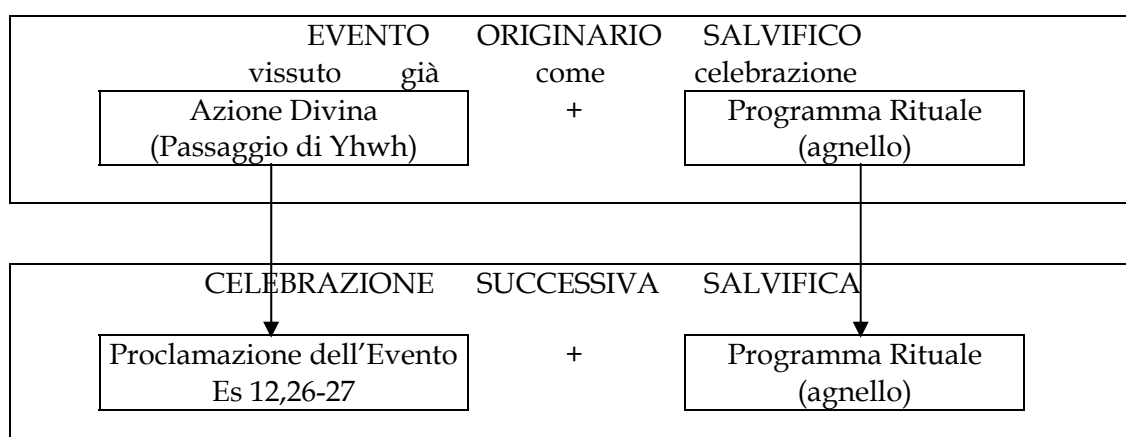 EVENTO ORIGINARIO SALVIFICO
vissuto già come celebrazione
Azione Divina + Programma Rituale
(Passaggio di Yhwh) (agnello)
CELEBRAZIONE SUCCESSIVA SALVIFICA
Proclamazione dell’Evento + Programma Rituale
Es 12,26-27 (agnello)